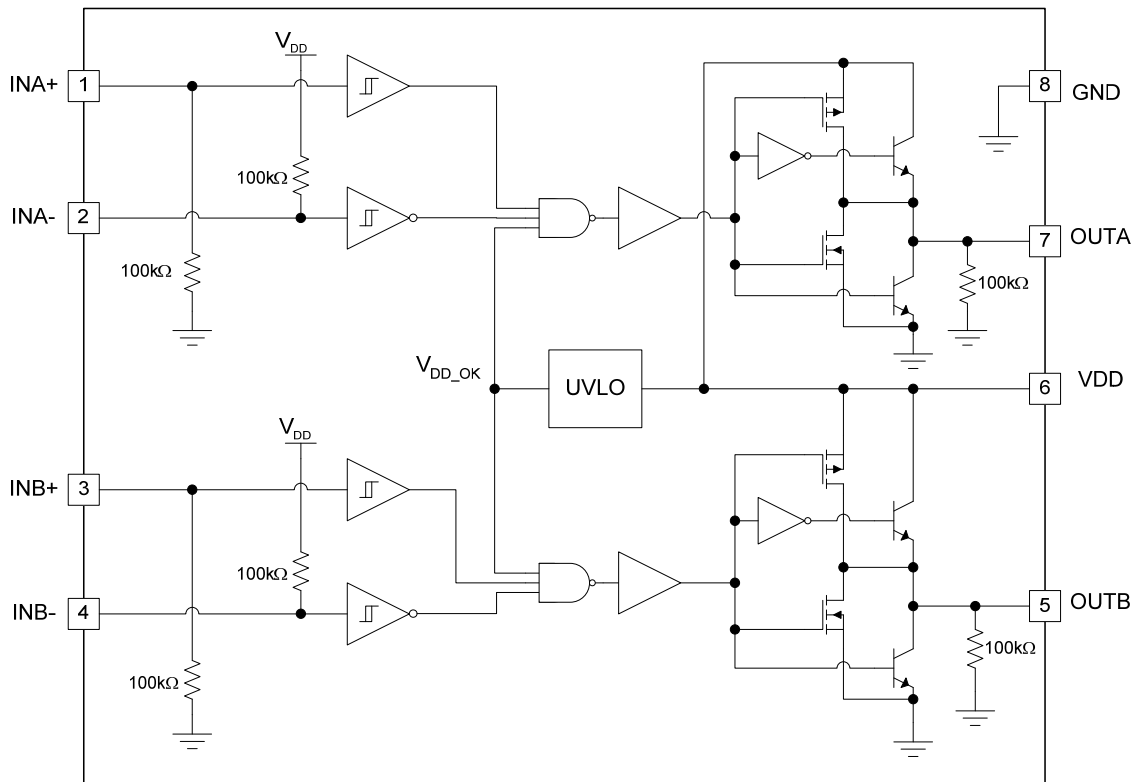 V_DD
INA+ 1
8 GND
100kΩ
INA- 2
7 OUTA
100kΩ
100kΩ
V_DD_OK
UVLO
6 VDD
V_DD
INB+ 3
100kΩ
INB- 4
5 OUTB
100kΩ
100kΩ